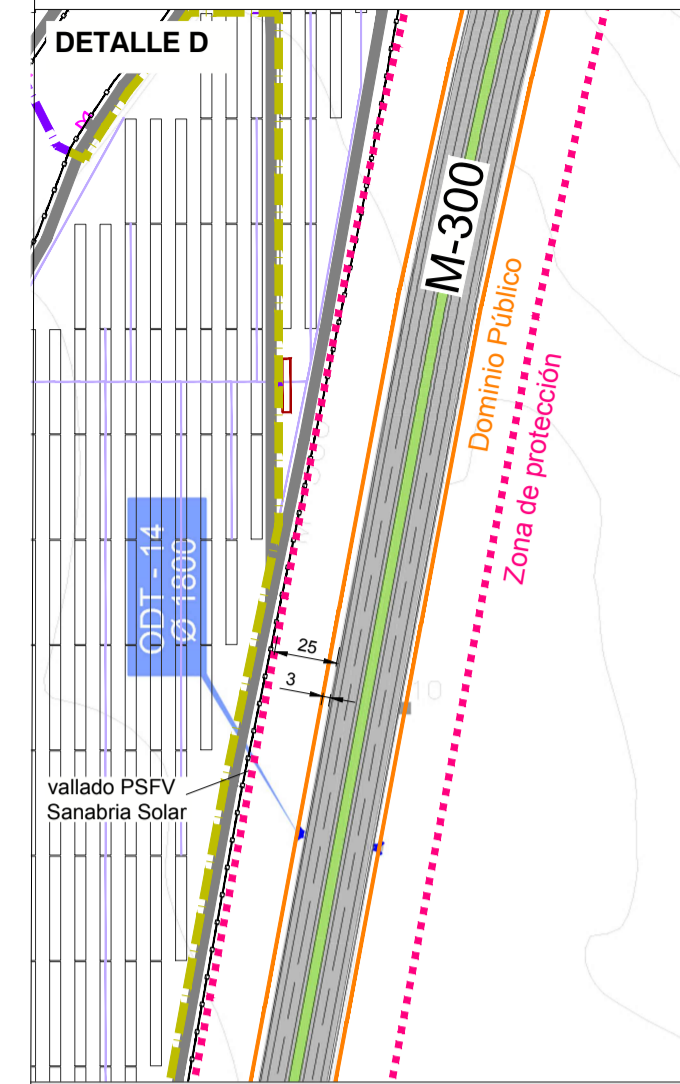 DETALLE D
M-300
Dominio Público
Zona de protección
ODT - 14
Ø 1800
25
3
vallado PSFV
Sanabria Solar